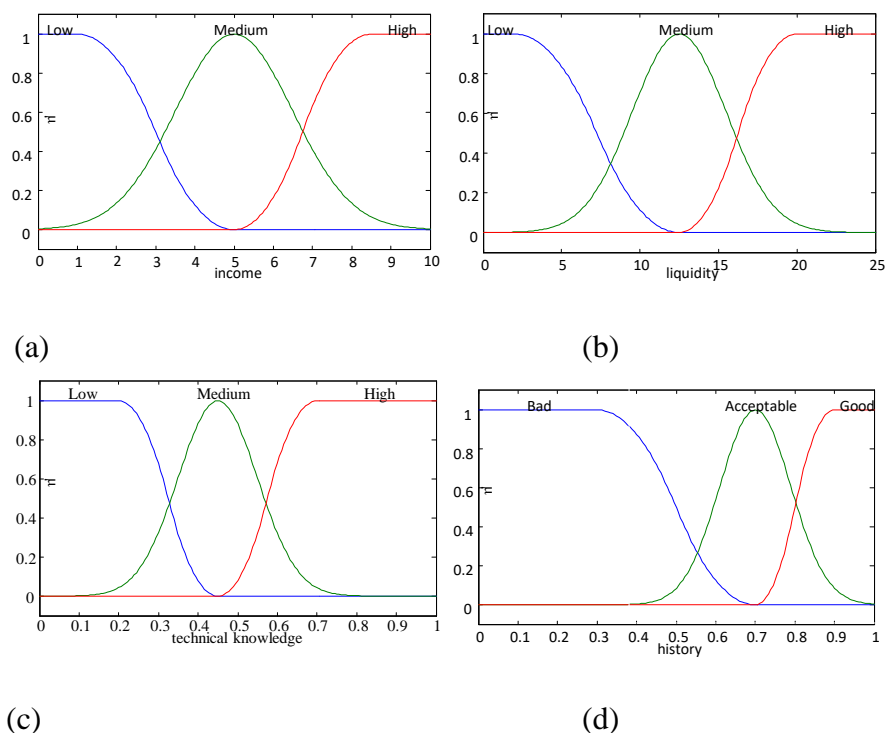 Low Medium High
1
0.8
0.6
μ
0.4
0.2
0
0 1 2 3 4 5 6 7 8 9 10
income
Low Medium High
1
0.8
0.6
μ
0.4
0.2
0
0 5 10 15 20 25
liquidity
(a) (b)
Low Medium High
1
0.8
0.6
μ
0.4
0.2
0
0 0.1 0.2 0.3 0.4 0.5 0.6 0.7 0.8 0.9 1
technical knowledge
Bad Acceptable Good
1
0.8
0.6
μ
0.4
0.2
0
0 0.1 0.2 0.3 0.4 0.5 0.6 0.7 0.8 0.9 1
history
(c) (d)